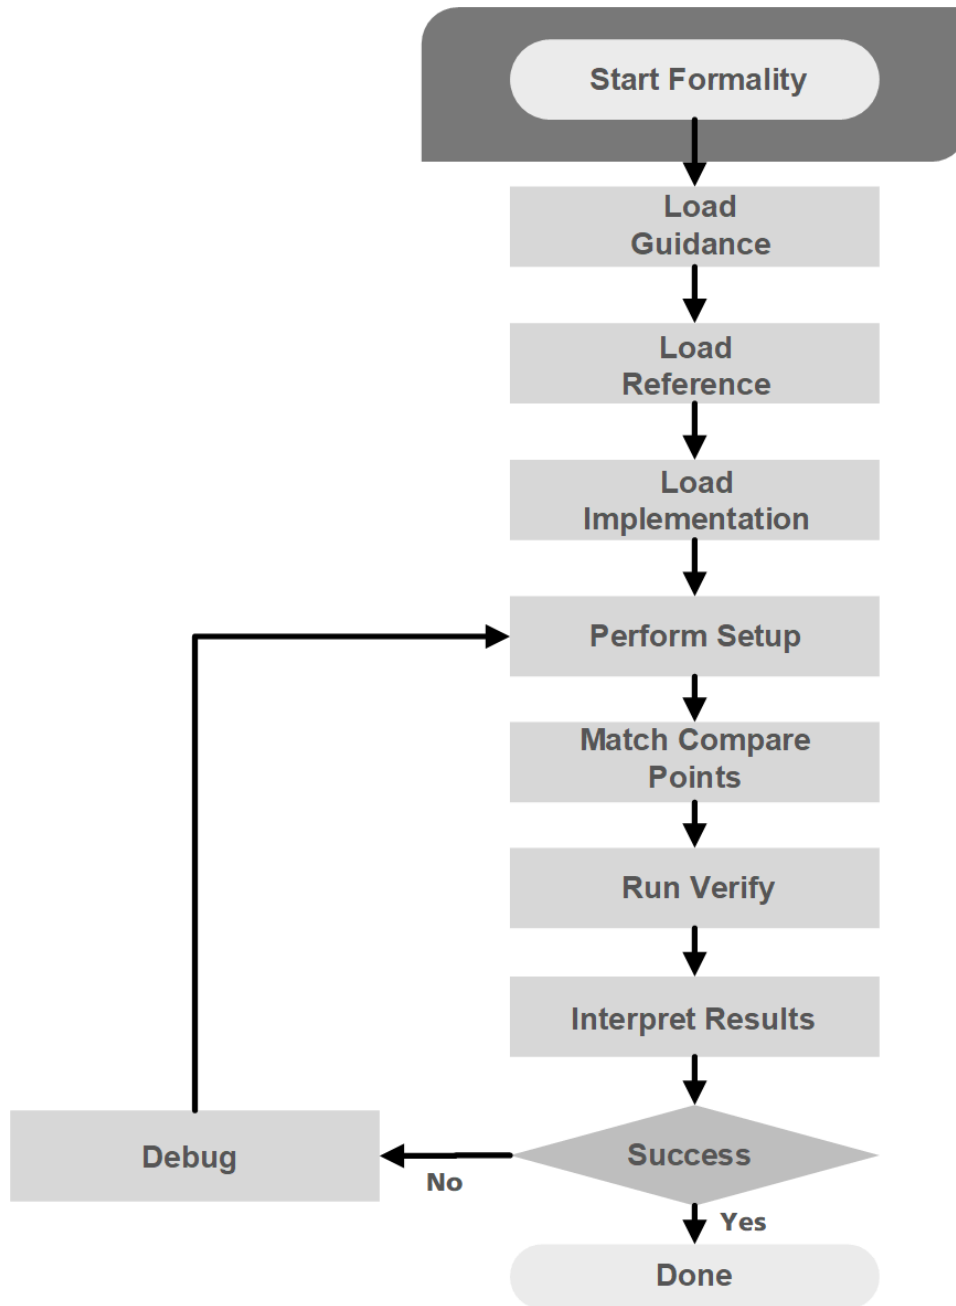 Start Formality
Load
Guidance
Load
Reference
Load
Implementation
Perform Setup
Match Compare
Points
Run Verify
Interpret Results
Success
Debug
No
Yes
Done